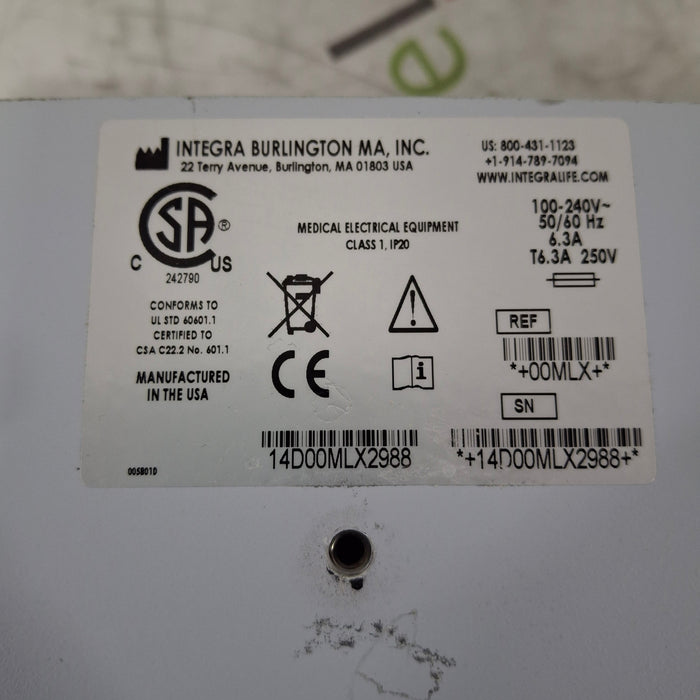 INTEGRA BURLINGTON MA, INC.
22 Terry Avenue, Burlington, MA 01803 USA
US: 800-431-1123
+1-914-789-7094
WWW.INTEGRALIFE.COM
CSA ®
C US
242790
MEDICAL ELECTRICAL EQUIPMENT
CLASS 1, IP20
100-240V~
50/60 Hz
6.3A
T6.3A 250V
CONFORMS TO
UL STD 60601.1
CERTIFIED TO
CSA C22.2 No. 601.1
MANUFACTURED
IN THE USA
CE
i
REF
*+00MLX+*
SN
14D00MLX2988
*+14D00MLX2988+*